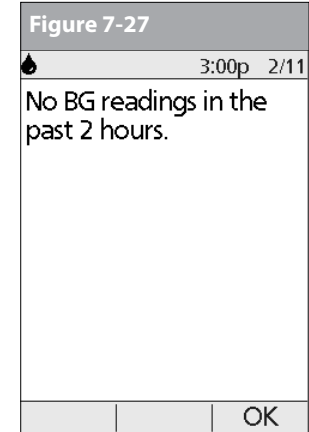 Figure 7-27
3:00p 2/11
No BG readings in the
past 2 hours.
OK